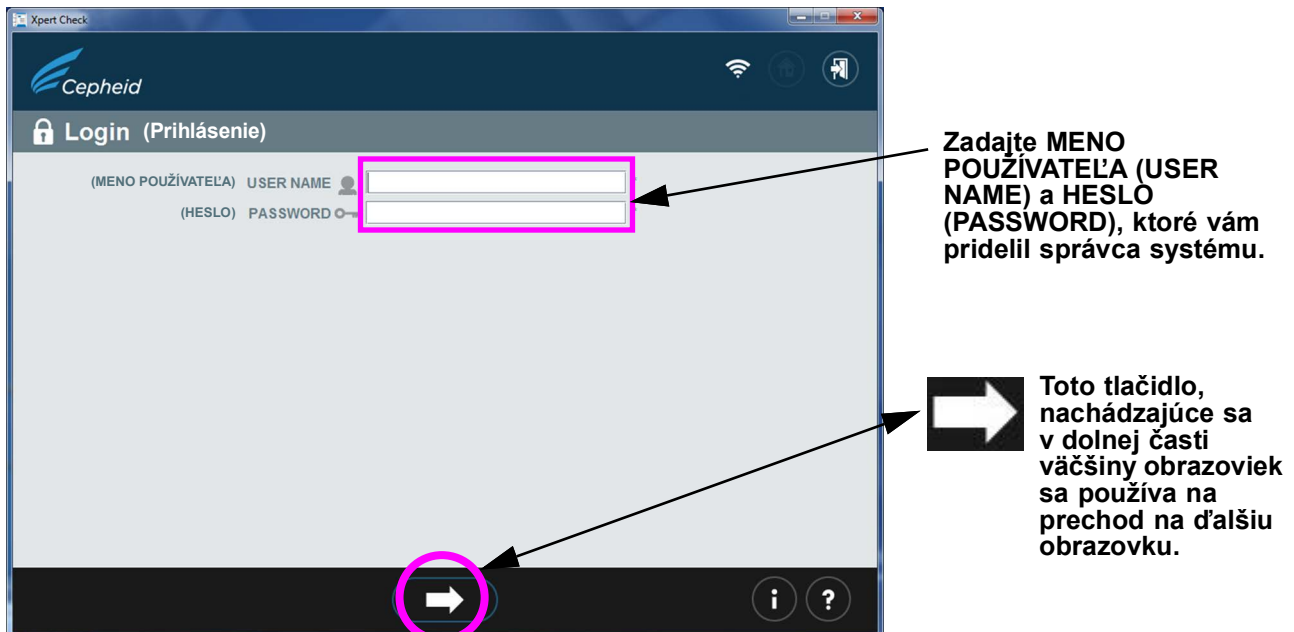 Xpert Check
Cepheid
Login (Prihlásenie)
(MENO POUŽÍVATEĽA) USER NAME
(HESLO) PASSWORD
Zadajte MENO
POUŽÍVATEĽA (USER
NAME) a HESLO
(PASSWORD), ktoré vám
pridelil správca systému.
Toto tlačidlo,
nachádzajúce sa
v dolnej časti
väčšiny obrazoviek
sa používa na
prechod na ďalšiu
obrazovku.
i ?